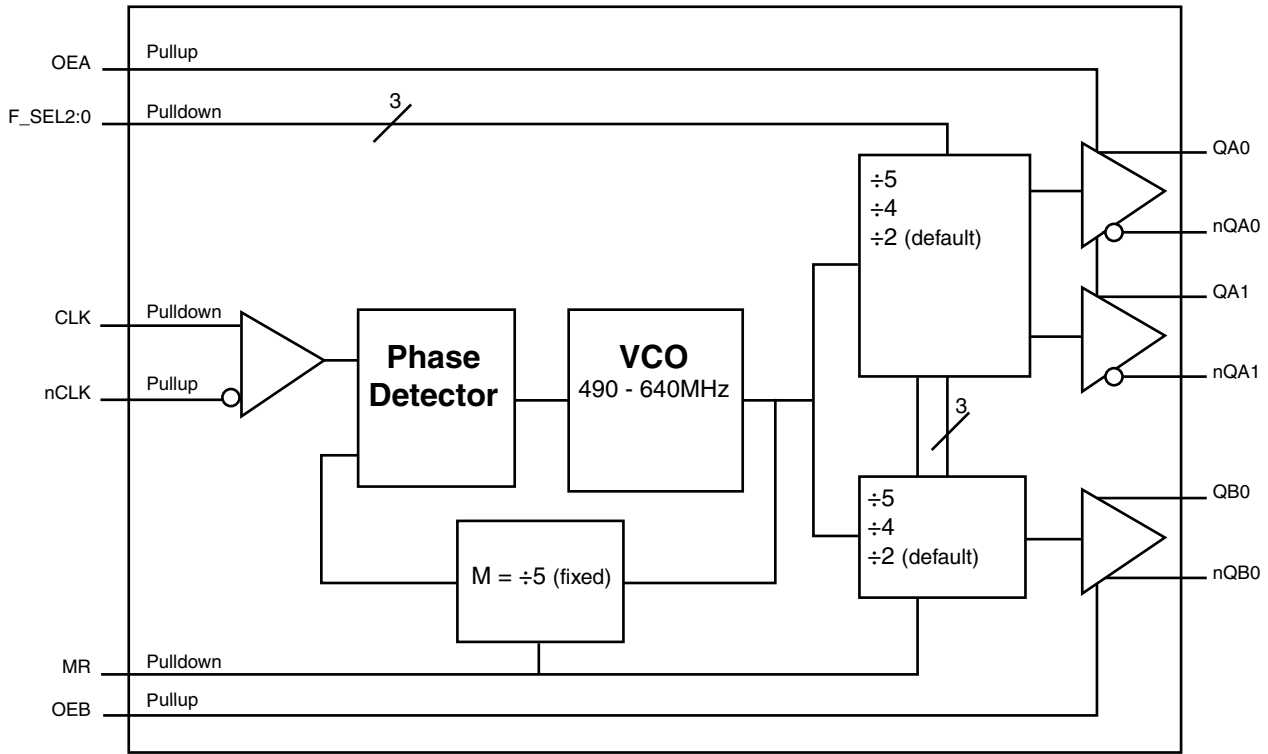 OEA
Pullup
F_SEL2:0
Pulldown
3
QA0
nQA0
÷5
÷4
÷2 (default)
QA1
nQA1
CLK
Pulldown
nCLK
Pullup
Phase
Detector
VCO
490 - 640MHz
3
÷5
÷4
÷2 (default)
QB0
nQB0
M = ÷5 (fixed)
MR
Pulldown
OEB
Pullup